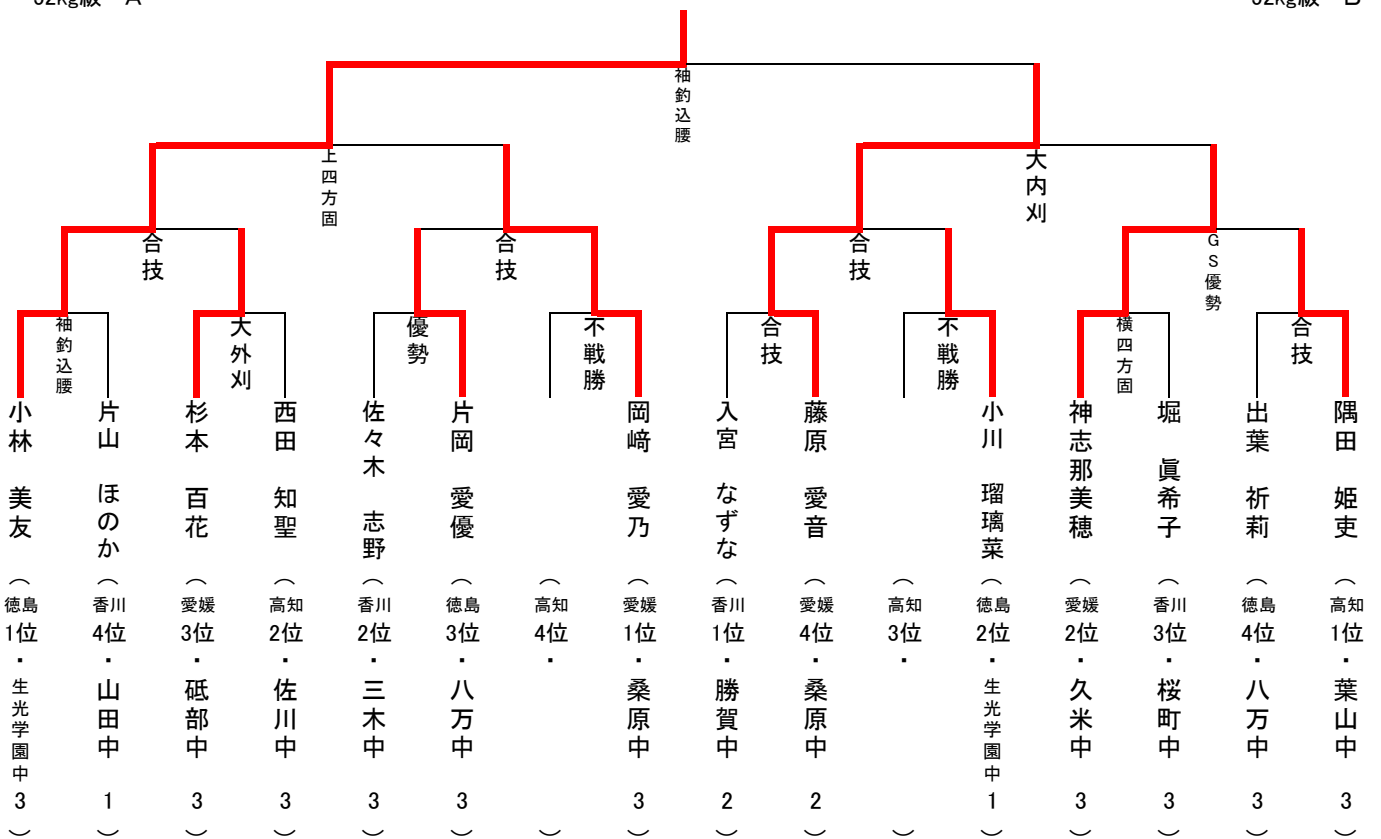 袖釣込腰
上四方固
大内刈
合技
合技
合技
GS優勢
袖釣込腰
大外刈
優勢
不戦勝
合技
不戦勝
横四方固
合技
小林 美友 （徳島1位・生光学園中 3）
片山 ほのか （香川4位・山田中 1）
杉本 百花 （愛媛3位・砥部中 3）
西田 知聖 （高知2位・佐川中 3）
佐々木 志野 （香川2位・三木中 3）
片岡 愛優 （徳島3位・八万中 3）
（高知4位・ ）
岡﨑 愛乃 （愛媛1位・桑原中 3）
入宮 なずな （香川1位・勝賀中 2）
藤原 愛音 （愛媛4位・桑原中 2）
（高知3位・ ）
小川 瑠璃菜 （徳島2位・生光学園中 1）
神志那美穂 （愛媛2位・久米中 3）
堀 眞希子 （香川3位・桜町中 3）
出葉 祈莉 （徳島4位・八万中 3）
隅田 姫吏 （高知1位・葉山中 3）